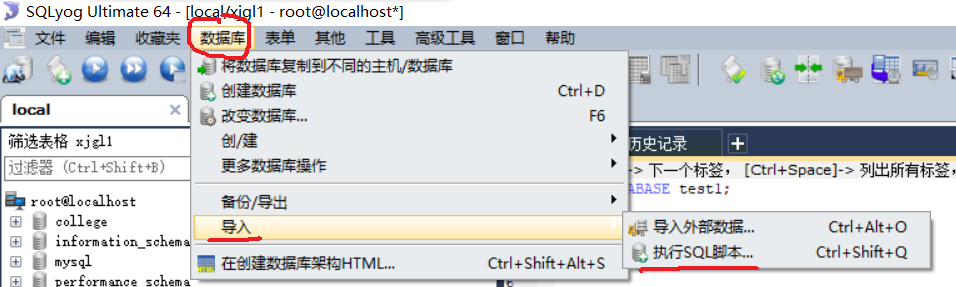 SQLyog Ultimate 64 - [local/xjgl1 - root@localhost*]
文件 编辑 收藏夹 数据库 表单 其他 工具 高级工具 窗口 帮助
将数据库复制到不同的主机/数据库
创建数据库 Ctrl+D
改变数据库... F6
创/建
更多数据库操作
备份/导出
导入
在创建数据库架构HTML... Ctrl+Shift+Alt+S
导入外部数据... Ctrl+Alt+O
执行SQL脚本... Ctrl+Shift+Q
local
筛选表格 xjgl1
过滤器 (Ctrl+Shift+B)
root@localhost
college
information_schema
mysql
performance_schema
历史记录
-> 下一个标签, [Ctrl+Space]-> 列出所有标签,
ABASE test1;